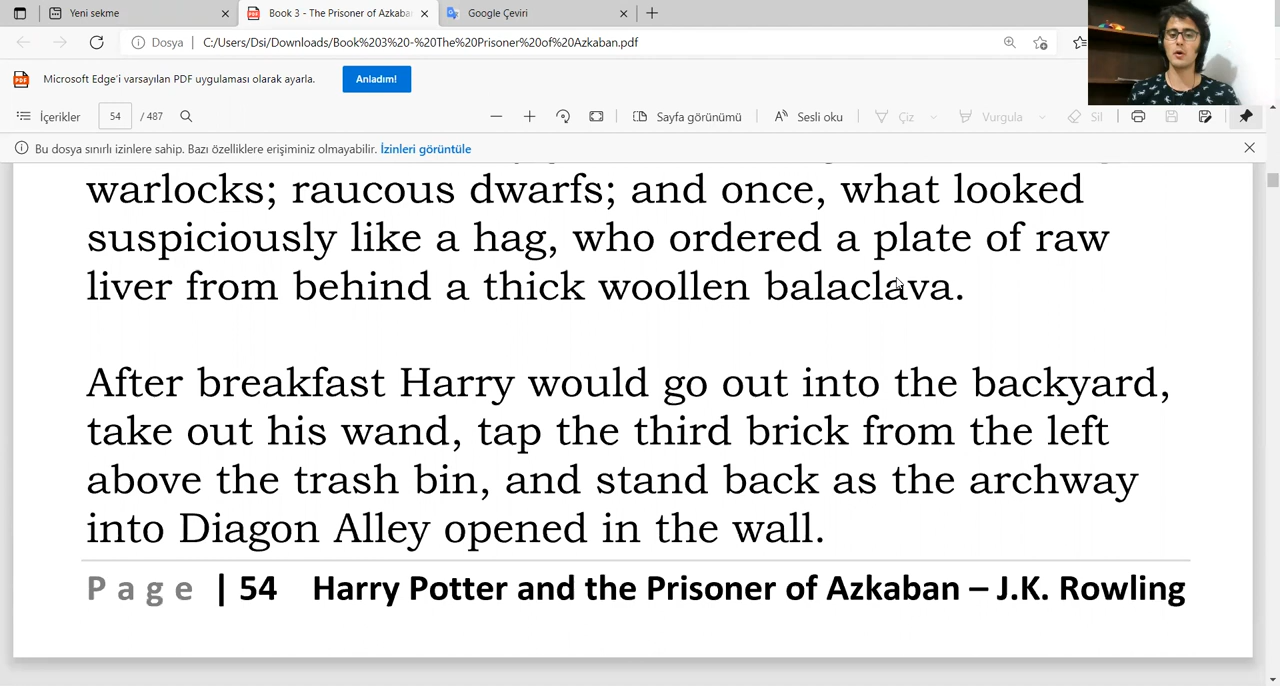 Yeni sekme
Book 3 - The Prisoner of Azkaba
Google Çeviri
Dosya | C:/Users/Dsi/Downloads/Book%203%20-%20The%20Prisoner%20of%20Azkaban.pdf
Microsoft Edge'i varsayılan PDF uygulaması olarak ayarla. Anladım!
İçerikler 54 / 487 Sayfa görünümü Sesli oku Çiz Vurgula Sil
Bu dosya sınırlı izinlere sahip. Bazı özelliklere erişiminiz olmayabilir. İzinleri görüntüle
warlocks; raucous dwarfs; and once, what looked
suspiciously like a hag, who ordered a plate of raw
liver from behind a thick woollen balaclava.
After breakfast Harry would go out into the backyard,
take out his wand, tap the third brick from the left
above the trash bin, and stand back as the archway
into Diagon Alley opened in the wall.
Page | 54 Harry Potter and the Prisoner of Azkaban – J.K. Rowling